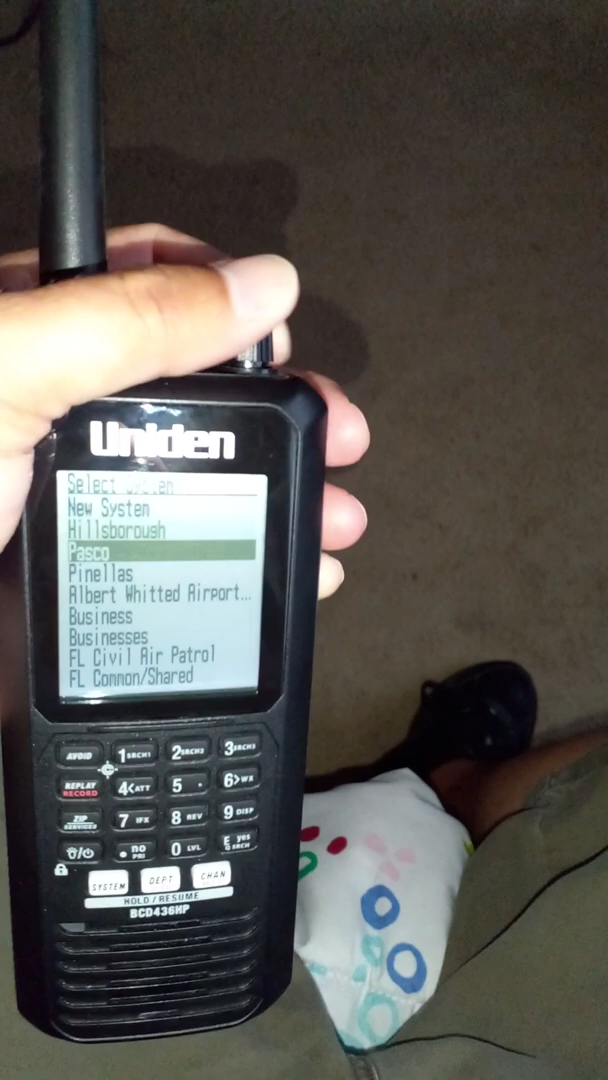 Uniden
Select System
New System
Hillsborough
Pasco
Pinellas
Albert Whitted Airport...
Business
Businesses
FL Civil Air Patrol
FL Common/Shared
AVOID 1 SRCH1 2 SRCH2 3 SRCH3
REPLAY RECORD 4< ATT 5 . 6> WX
ZIP SERVICES 7 IFX 8 REV 9 DISP
. no PRI 0 LVL E yes G SRCH
SYSTEM DEPT CHAN
HOLD / RESUME
BCD436HP